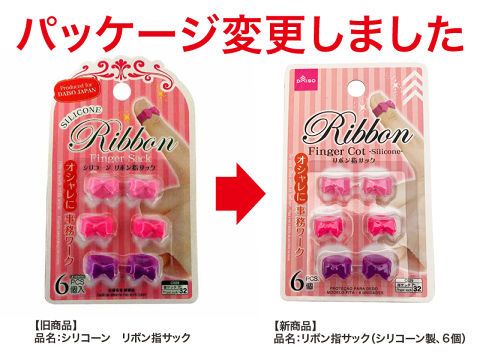 パッケージ変更しました
Produced for
DAISO JAPAN
SILICONE
Ribbon
Finger Sack
シリコーン リボン指サック
オシャレに事務ワーク
6 PCS
個入
32
DAISO
Ribbon
Finger Cot -Silicone-
リボン指サック
オシャレに事務ワーク
6 PCS.
個
PROTEÇÃO PARA DEDO
32
【旧商品】
品名:シリコーン リボン指サック
【新商品】
品名:リボン指サック(シリコーン製、6個)